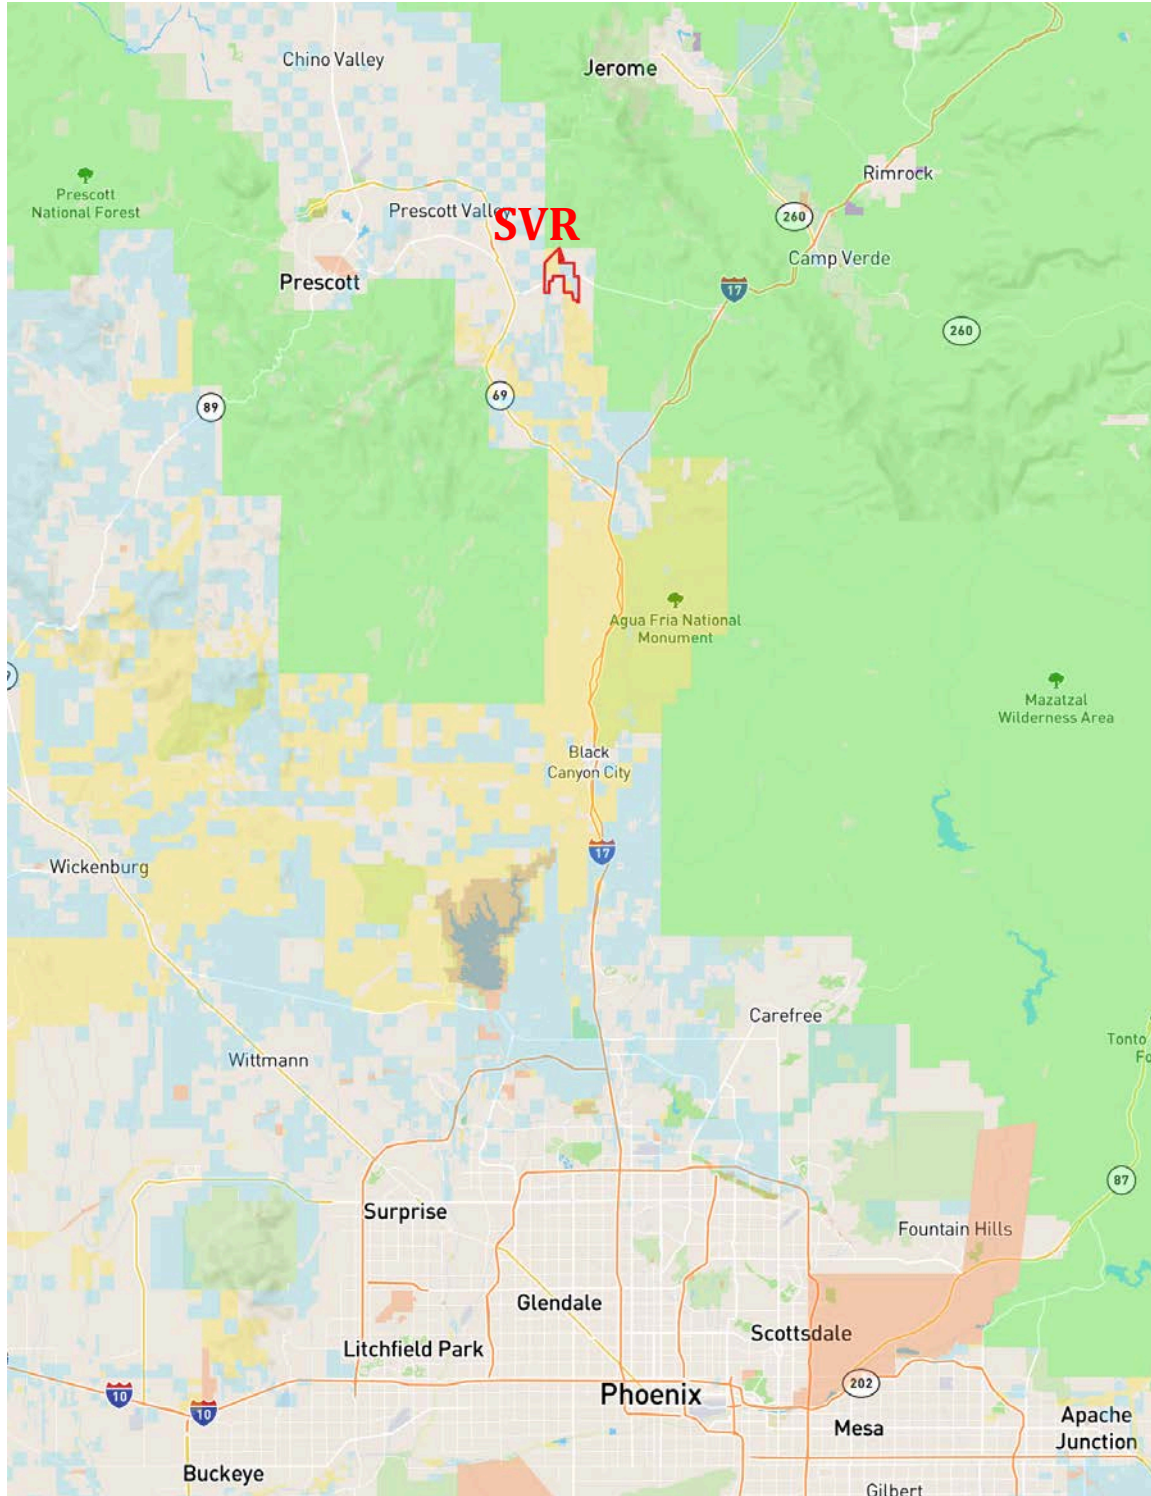 Chino Valley
Jerome
Prescott
National Forest
Rimrock
Prescott Valley
SVR
260
Camp Verde
Prescott
17
260
69
89
Agua Fria National
Monument
Mazatzal
Wilderness Area
Black
Canyon City
17
Wickenburg
Carefree
Tonto
Fo
Wittmann
87
Surprise
Fountain Hills
Glendale
Scottsdale
Litchfield Park
10
202
Phoenix
10
Mesa
Apache
Junction
Buckeye
Gilbert